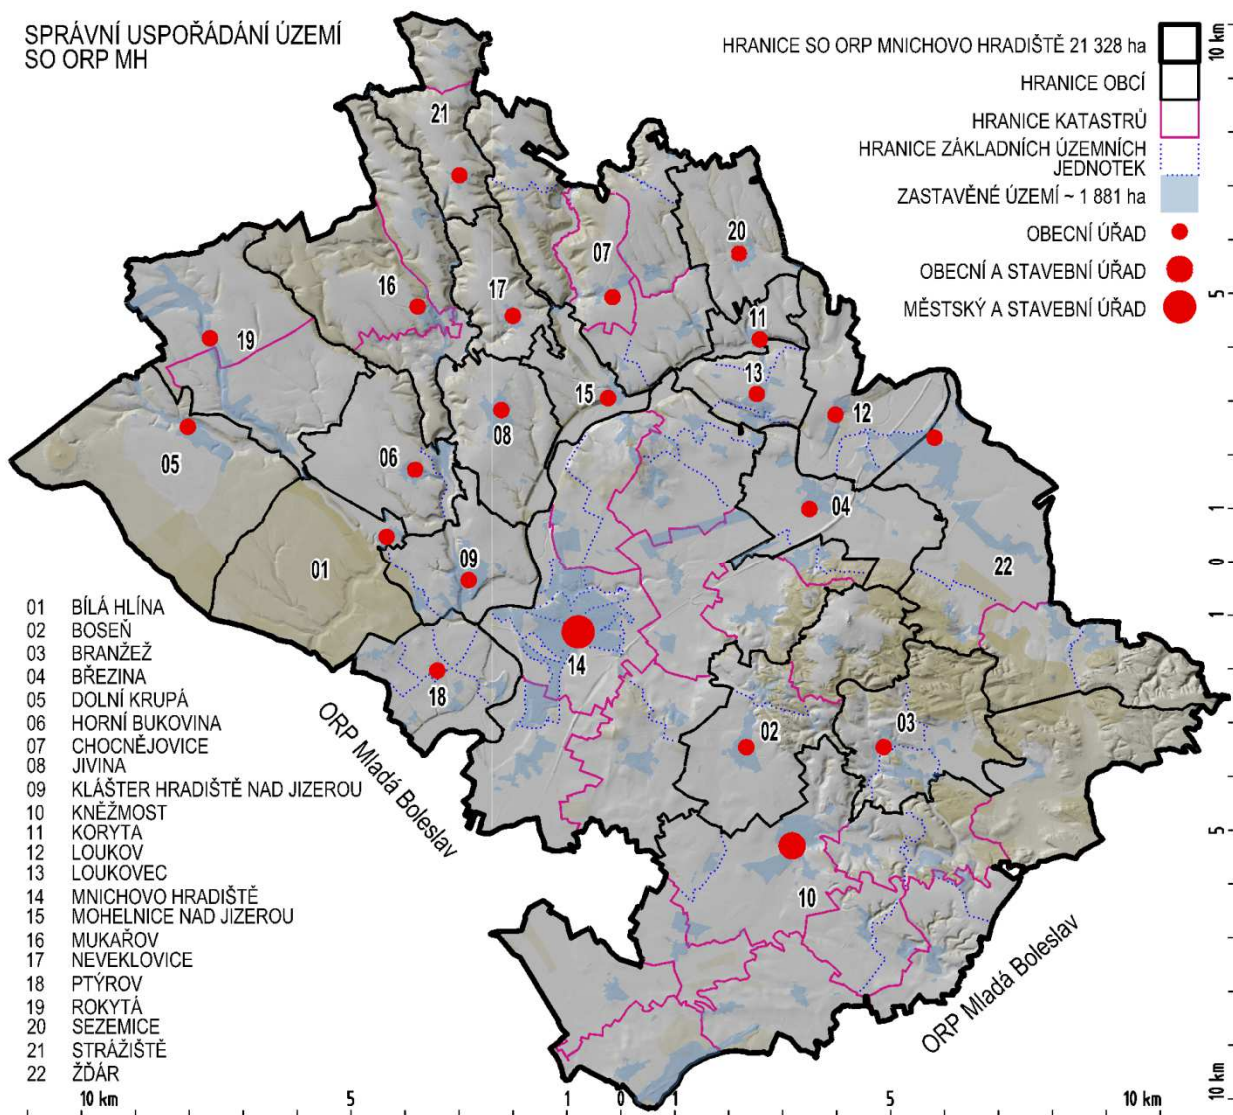 SPRÁVNÍ USPOŘÁDÁNÍ ÚZEMÍ
SO ORP MH
HRANICE SO ORP MNICHOVO HRADIŠTĚ 21 328 ha
HRANICE OBCÍ
HRANICE KATASTRŮ
HRANICE ZÁKLADNÍCH ÚZEMNÍCH
JEDNOTEK
ZASTAVĚNÉ ÚZEMÍ ~ 1 881 ha
OBECNÍ ÚŘAD
OBECNÍ A STAVEBNÍ ÚŘAD
MĚSTSKÝ A STAVEBNÍ ÚŘAD
10 km
5
1
0
1
5
10 km
21
20
07
16
17
11
19
13
15
12
08
05
06
04
09
01
22
14
18
03
02
10
ORP Mladá Boleslav
ORP Mladá Boleslav
01 BÍLÁ HLÍNA
02 BOSEŇ
03 BRANŽEŽ
04 BŘEZINA
05 DOLNÍ KRUPÁ
06 HORNÍ BUKOVINA
07 CHOCNĚJOVICE
08 JIVINA
09 KLÁŠTER HRADIŠTĚ NAD JIZEROU
10 KNĚŽMOST
11 KORYTA
12 LOUKOV
13 LOUKOVEC
14 MNICHOVO HRADIŠTĚ
15 MOHELNICE NAD JIZEROU
16 MUKAŘOV
17 NEVEKLOVICE
18 PTÝROV
19 ROKYTÁ
20 SEZEMICE
21 STRÁŽIŠTĚ
22 ŽĎÁR
10 km 5 1 0 1 5 10 km